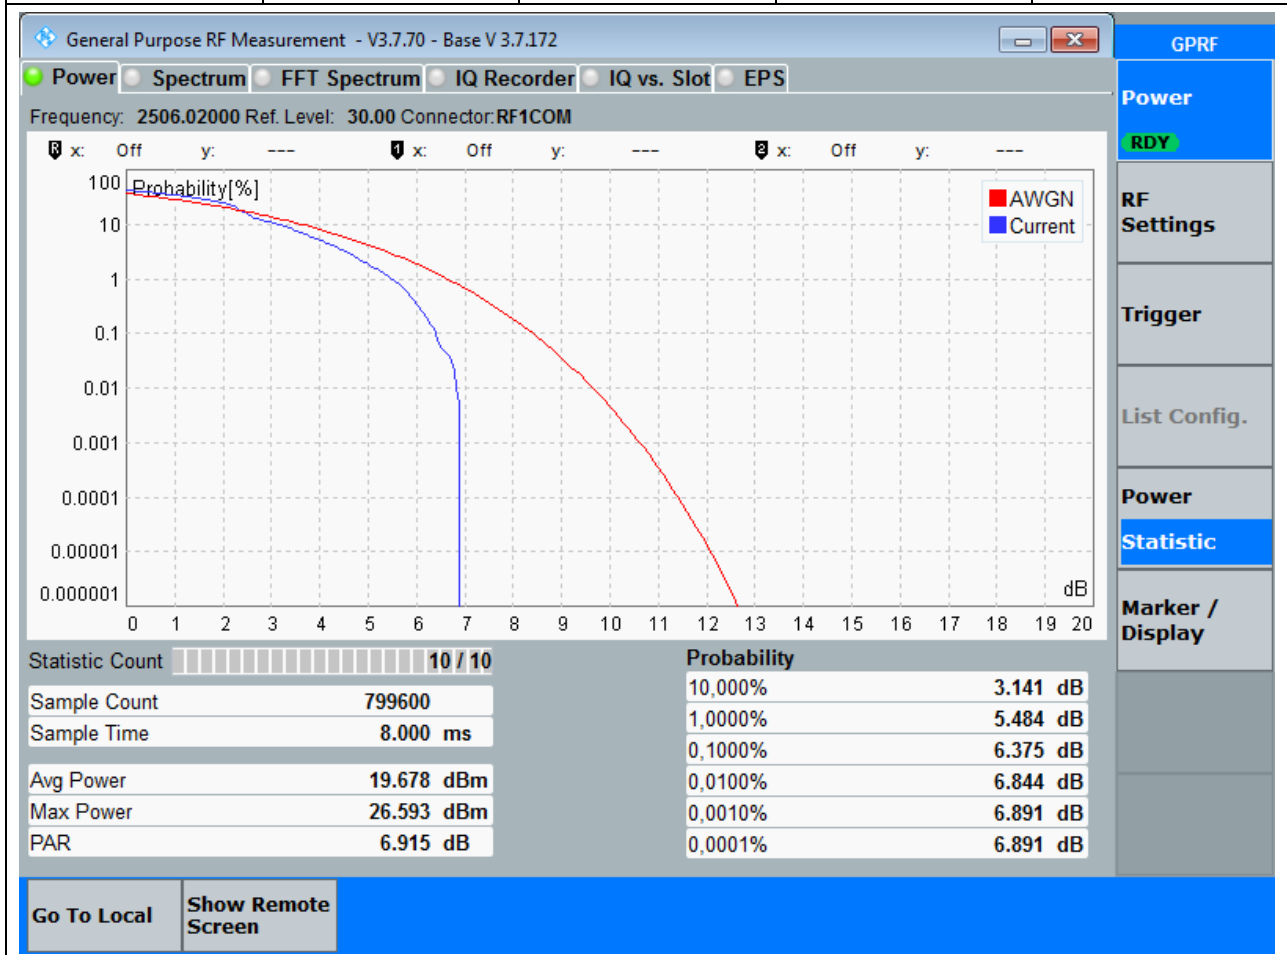 General Purpose RF Measurement - V3.7.70 - Base V 3.7.172
GPRF
Power Spectrum FFT Spectrum IQ Recorder IQ vs. Slot EPS
Frequency: 2506.02000 Ref. Level: 30.00 Connector: RF1COM
R x: Off y: --- 1 x: Off y: --- 2 x: Off y: ---
Probability[%]
AWGN
Current
100
10
1
0.1
0.01
0.001
0.0001
0.00001
0.000001
dB
0 1 2 3 4 5 6 7 8 9 10 11 12 13 14 15 16 17 18 19 20
Statistic Count 10 / 10
Sample Count 799600
Sample Time 8.000 ms
Avg Power 19.678 dBm
Max Power 26.593 dBm
PAR 6.915 dB
Probability
10,000% 3.141 dB
1,0000% 5.484 dB
0,1000% 6.375 dB
0,0100% 6.844 dB
0,0010% 6.891 dB
0,0001% 6.891 dB
Power
RDY
RF
Settings
Trigger
List Config.
Power
Statistic
Marker /
Display
Go To Local
Show Remote
Screen